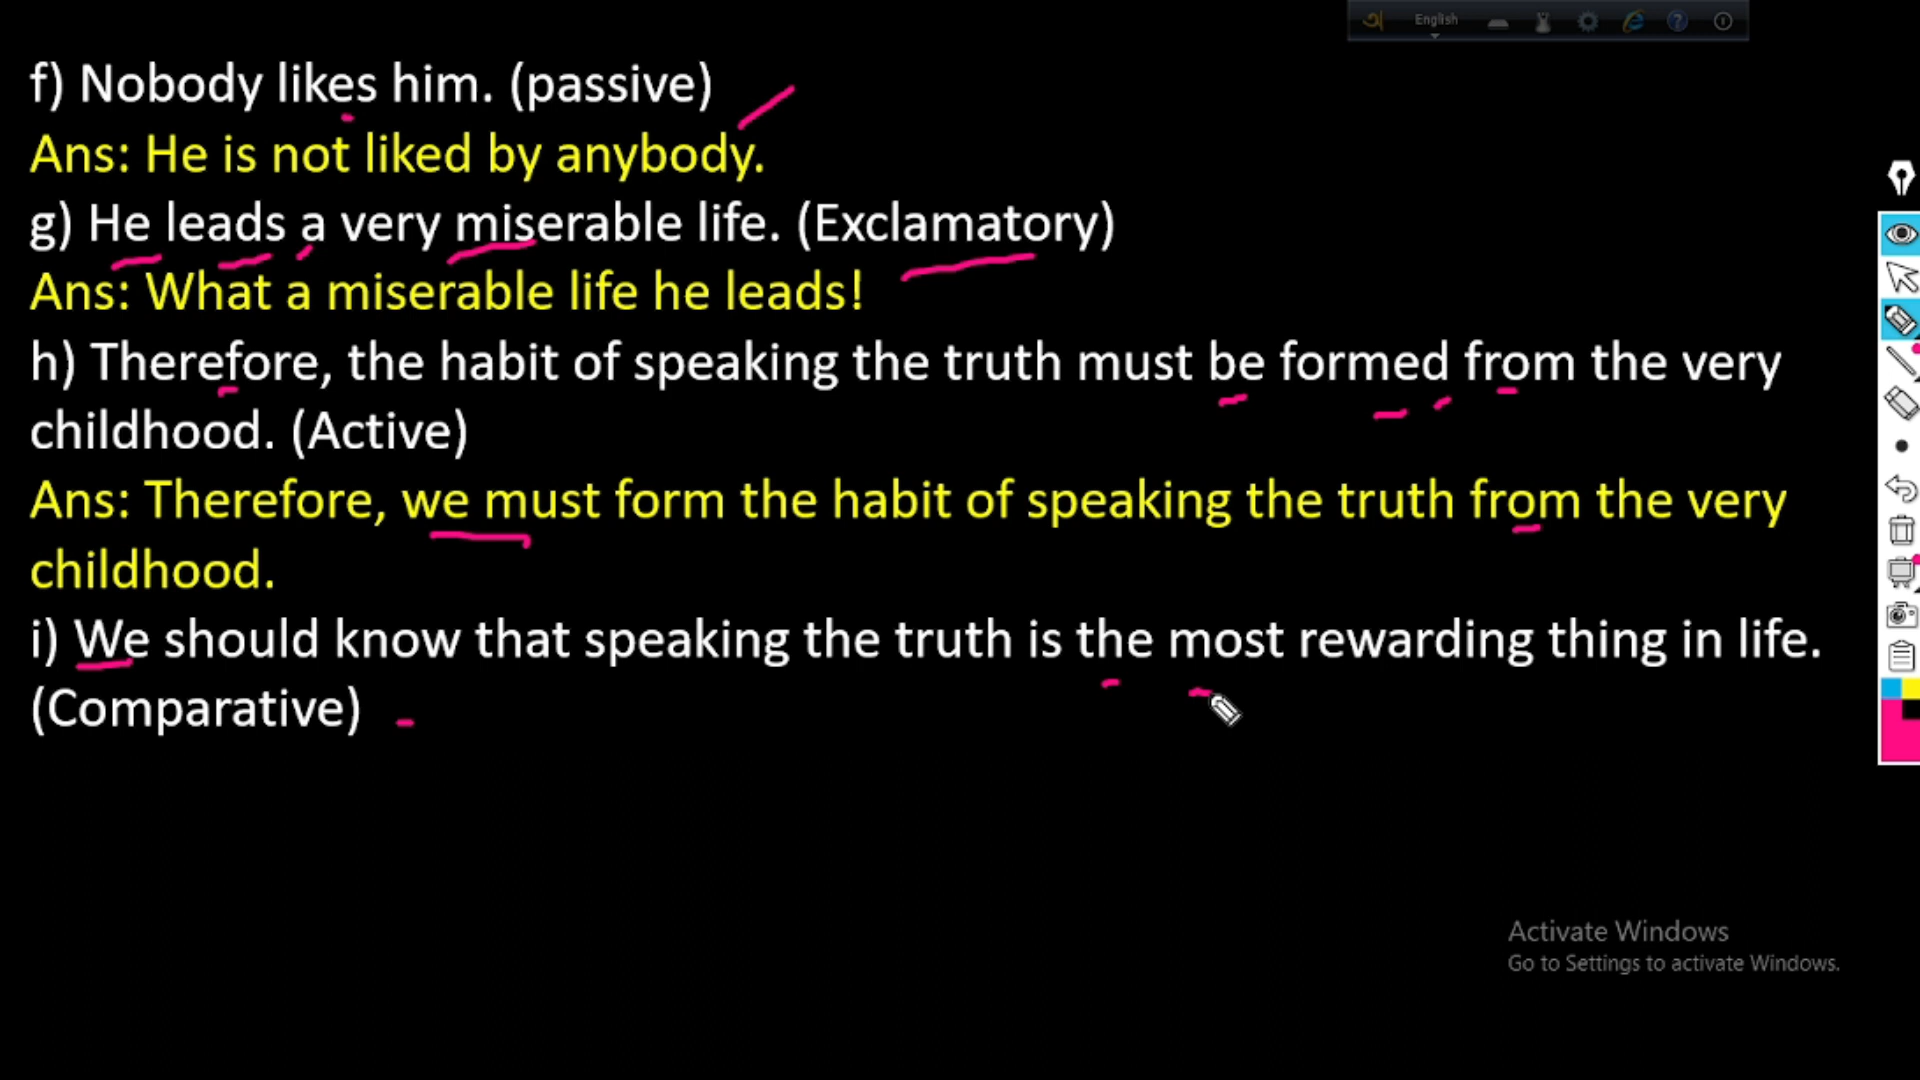 অ English
f) Nobody likes him. (passive)
Ans: He is not liked by anybody.
g) He leads a very miserable life. (Exclamatory)
Ans: What a miserable life he leads!
h) Therefore, the habit of speaking the truth must be formed from the very
childhood. (Active)
Ans: Therefore, we must form the habit of speaking the truth from the very
childhood.
i) We should know that speaking the truth is the most rewarding thing in life.
(Comparative)
Activate Windows
Go to Settings to activate Windows.